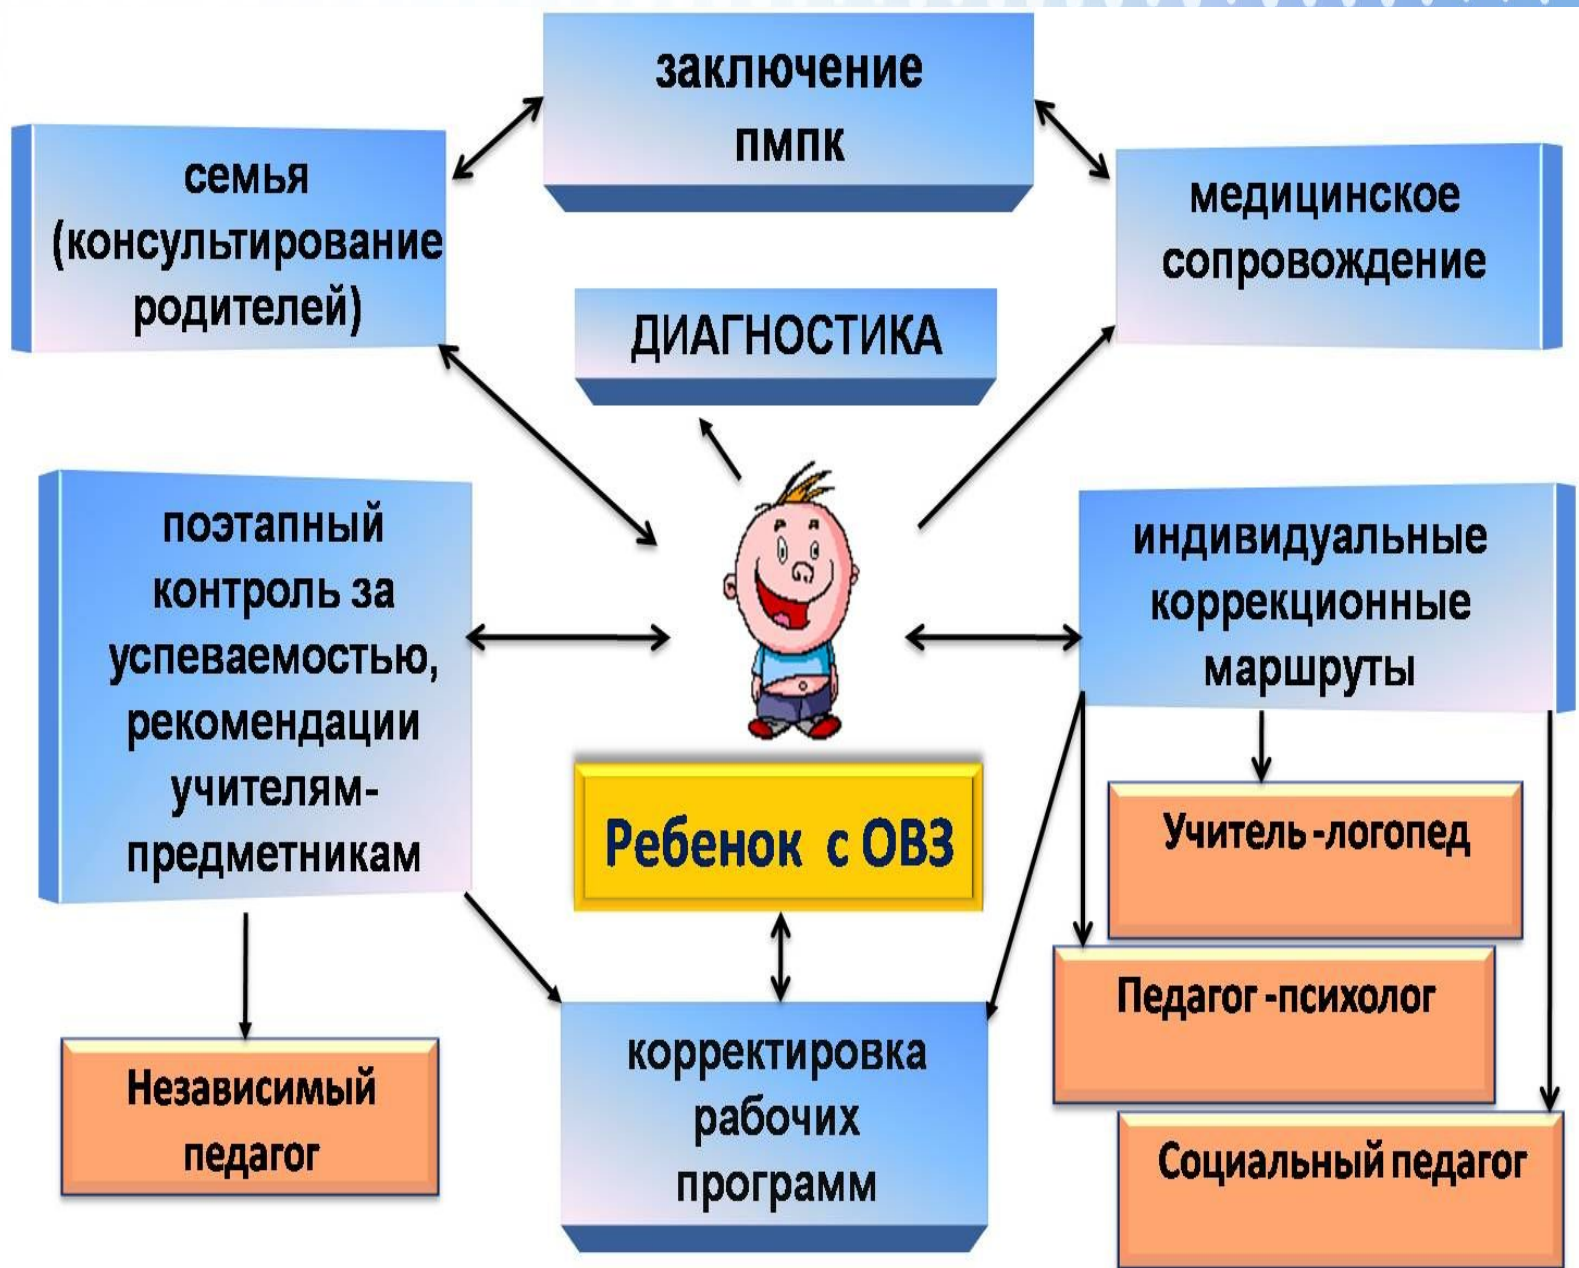 заключение
пмпк
семья
(консультирование
родителей)
медицинское
сопровождение
ДИАГНОСТИКА
поэтапный
контроль за
успеваемостью,
рекомендации
учителям-
предметникам
индивидуальные
коррекционные
маршруты
Ребенок с ОВЗ
Учитель -логопед
Педагог -психолог
Социальный педагог
Независимый
педагог
корректировка
рабочих
программ